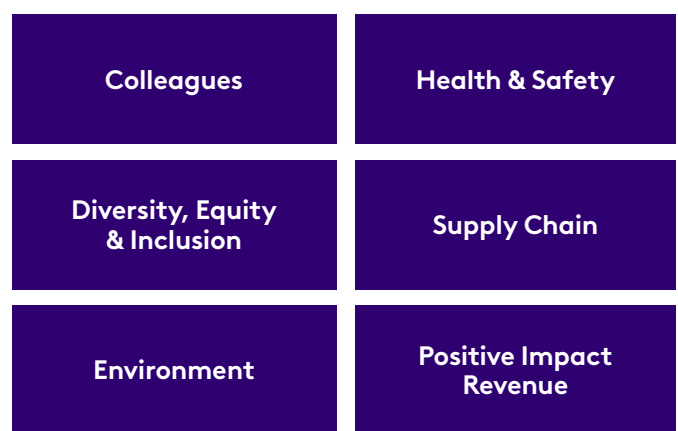 Colleagues
Health & Safety
Diversity, Equity
& Inclusion
Supply Chain
Environment
Positive Impact
Revenue